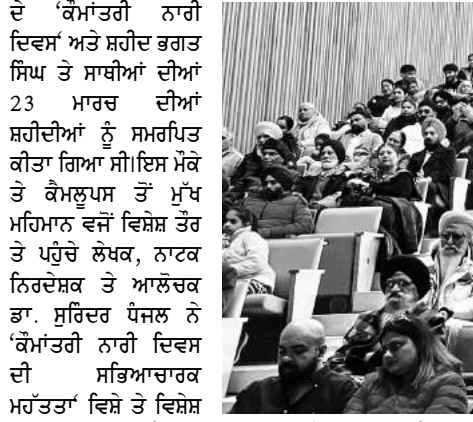 ਦੇ ‘ਕੌਮਾਂਤਰੀ ਨਾਰੀ
ਦਿਵਸ‘ ਅਤੇ ਸ਼ਹੀਦ ਭਗਤ
ਸਿੰਘ ਤੇ ਸਾਥੀਆਂ ਦੀਆਂ
23 ਮਾਰਚ ਦੀਆਂ
ਸ਼ਹੀਦੀਆਂ ਨੂੰ ਸਮਰਪਿਤ
ਕੀਤਾ ਗਿਆ ਸੀ।ਇਸ ਮੌਕੇ
ਤੇ ਕੈਮਲੂਪਸ ਤੋਂ ਮੁੱਖ
ਮਹਿਮਾਨ ਵਜੋਂ ਵਿਸ਼ੇਸ਼ ਤੌਰ
ਤੇ ਪਹੁੰਚੇ ਲੇਖਕ, ਨਾਟਕ
ਨਿਰਦੇਸ਼ਕ ਤੇ ਆਲੋਚਕ
ਡਾ. ਸੁਰਿੰਦਰ ਧੰਜਲ ਨੇ
‘ਕੌਮਾਂਤਰੀ ਨਾਰੀ ਦਿਵਸ
ਦੀ ਸਭਿਆਚਾਰਕ
ਮਹੱਤਤਾ‘ ਵਿਸ਼ੇ ਤੇ ਵਿਸ਼ੇਸ਼